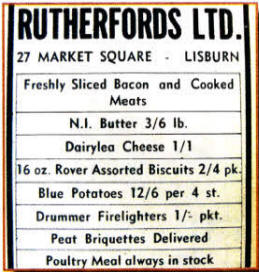 RUTHERFORDS LTD.
27 MARKET SQUARE - LISBURN
Freshly Sliced Bacon and Cooked
Meats
N.I. Butter 3/6 lb.
Dairylea Cheese 1/1
16 oz. Rover Assorted Biscuits 2/4 pk.
Blue Potatoes 12/6 per 4 st.
Drummer Firelighters 1/- pkt.
Peat Briquettes Delivered
Poultry Meal always in stock